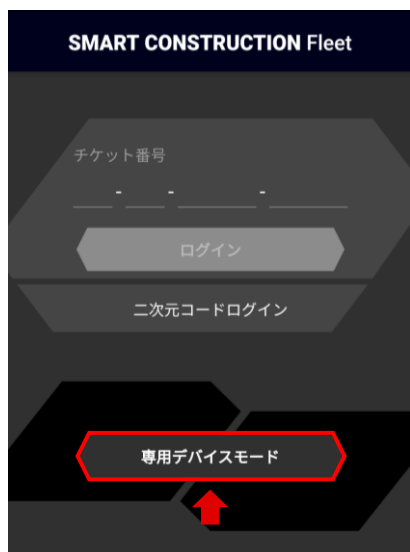 SMART CONSTRUCTION Fleet
チケット番号
- - -
ログイン
二次元コードログイン
専用デバイスモード